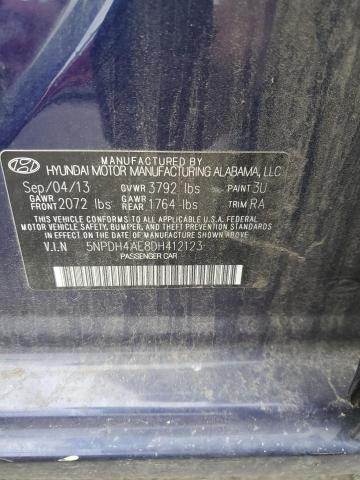 MANUFACTURED BY
HYUNDAI MOTOR MANUFACTURING ALABAMA, LLC
Sep/04/13 GVWR 3792 lbs PAINT 3U
GAWR FRONT 2072 lbs GAWR REAR 1764 lbs TRIM RA
THIS VEHICLE CONFORMS TO ALL APPLICABLE U.S. FEDERAL
MOTOR VEHICLE SAFETY, BUMPER, AND THEFT
PREVENTION STANDARDS IN EFFECT ON THE
DATE OF MANUFACTURE SHOWN ABOVE.
V.I.N 5NPDH4AE8DH412123
PASSENGER CAR